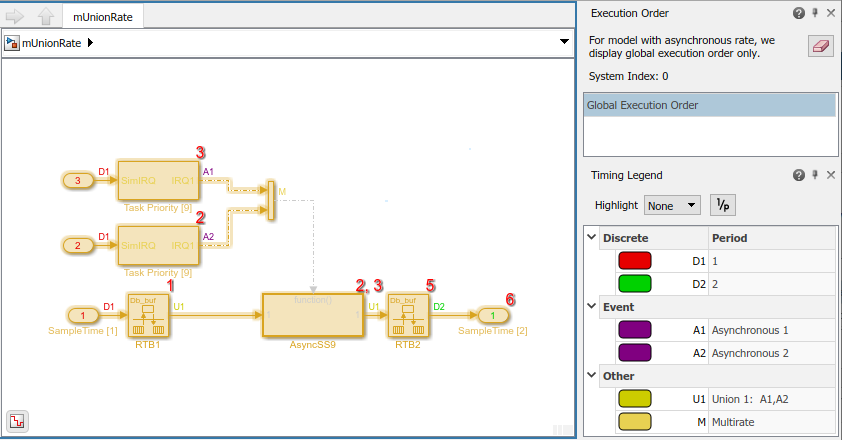 mUnionRate
mUnionRate
3
3
D1
SimIRQ
IRQ1
A1
Task Priority [9]
M
2
2
D1
SimIRQ
IRQ1
A2
Task Priority [9]
1
2, 3
5
6
1
D1
Db_buf
U1
function()
1
1
U1
Db_buf
D2
1
SampleTime [1]
RTB1
AsyncSS9
RTB2
SampleTime [2]
Execution Order
For model with asynchronous rate, we
display global execution order only.
System Index: 0
Global Execution Order
Timing Legend
Highlight None 1/P
Discrete Period
D1 1
D2 2
Event
A1 Asynchronous 1
A2 Asynchronous 2
Other
U1 Union 1: A1,A2
M Multirate